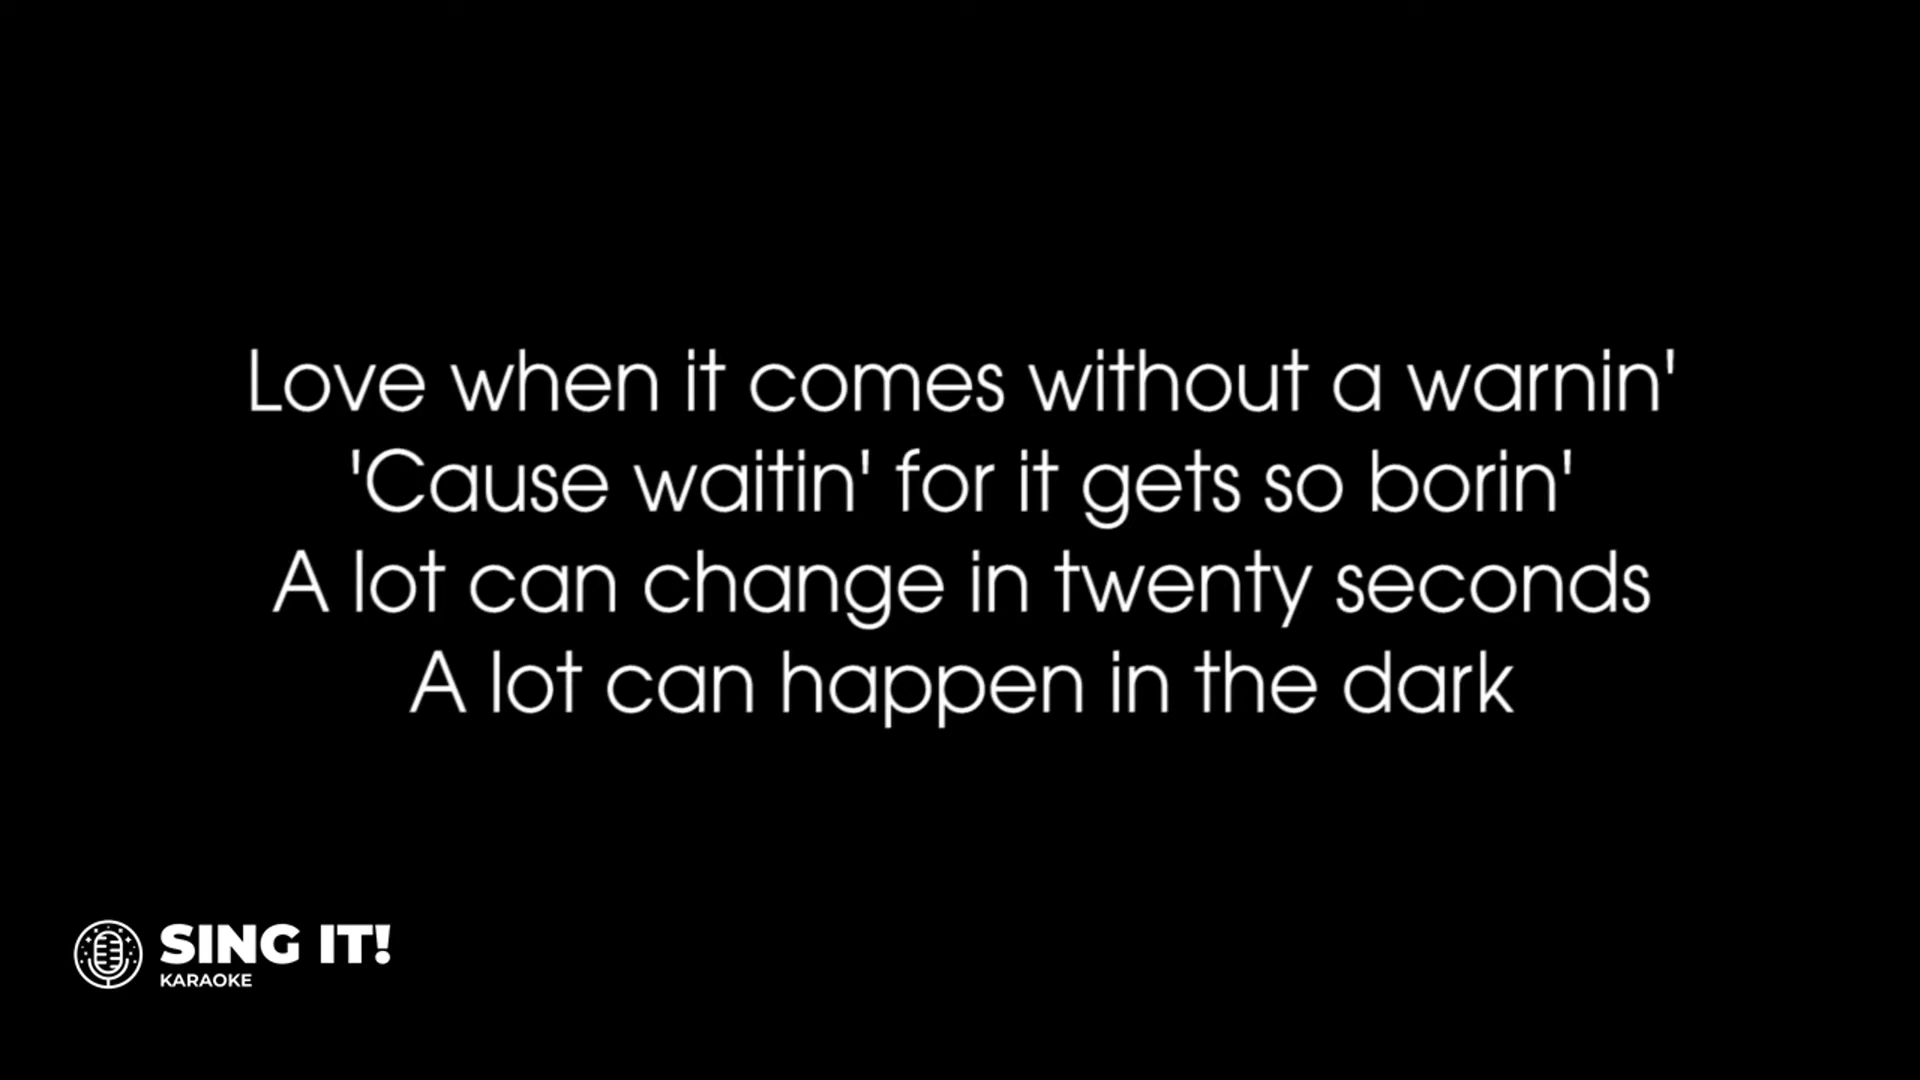 Love when it comes without a warnin'
'Cause waitin' for it gets so borin'
A lot can change in twenty seconds
A lot can happen in the dark
SING IT!
KARAOKE